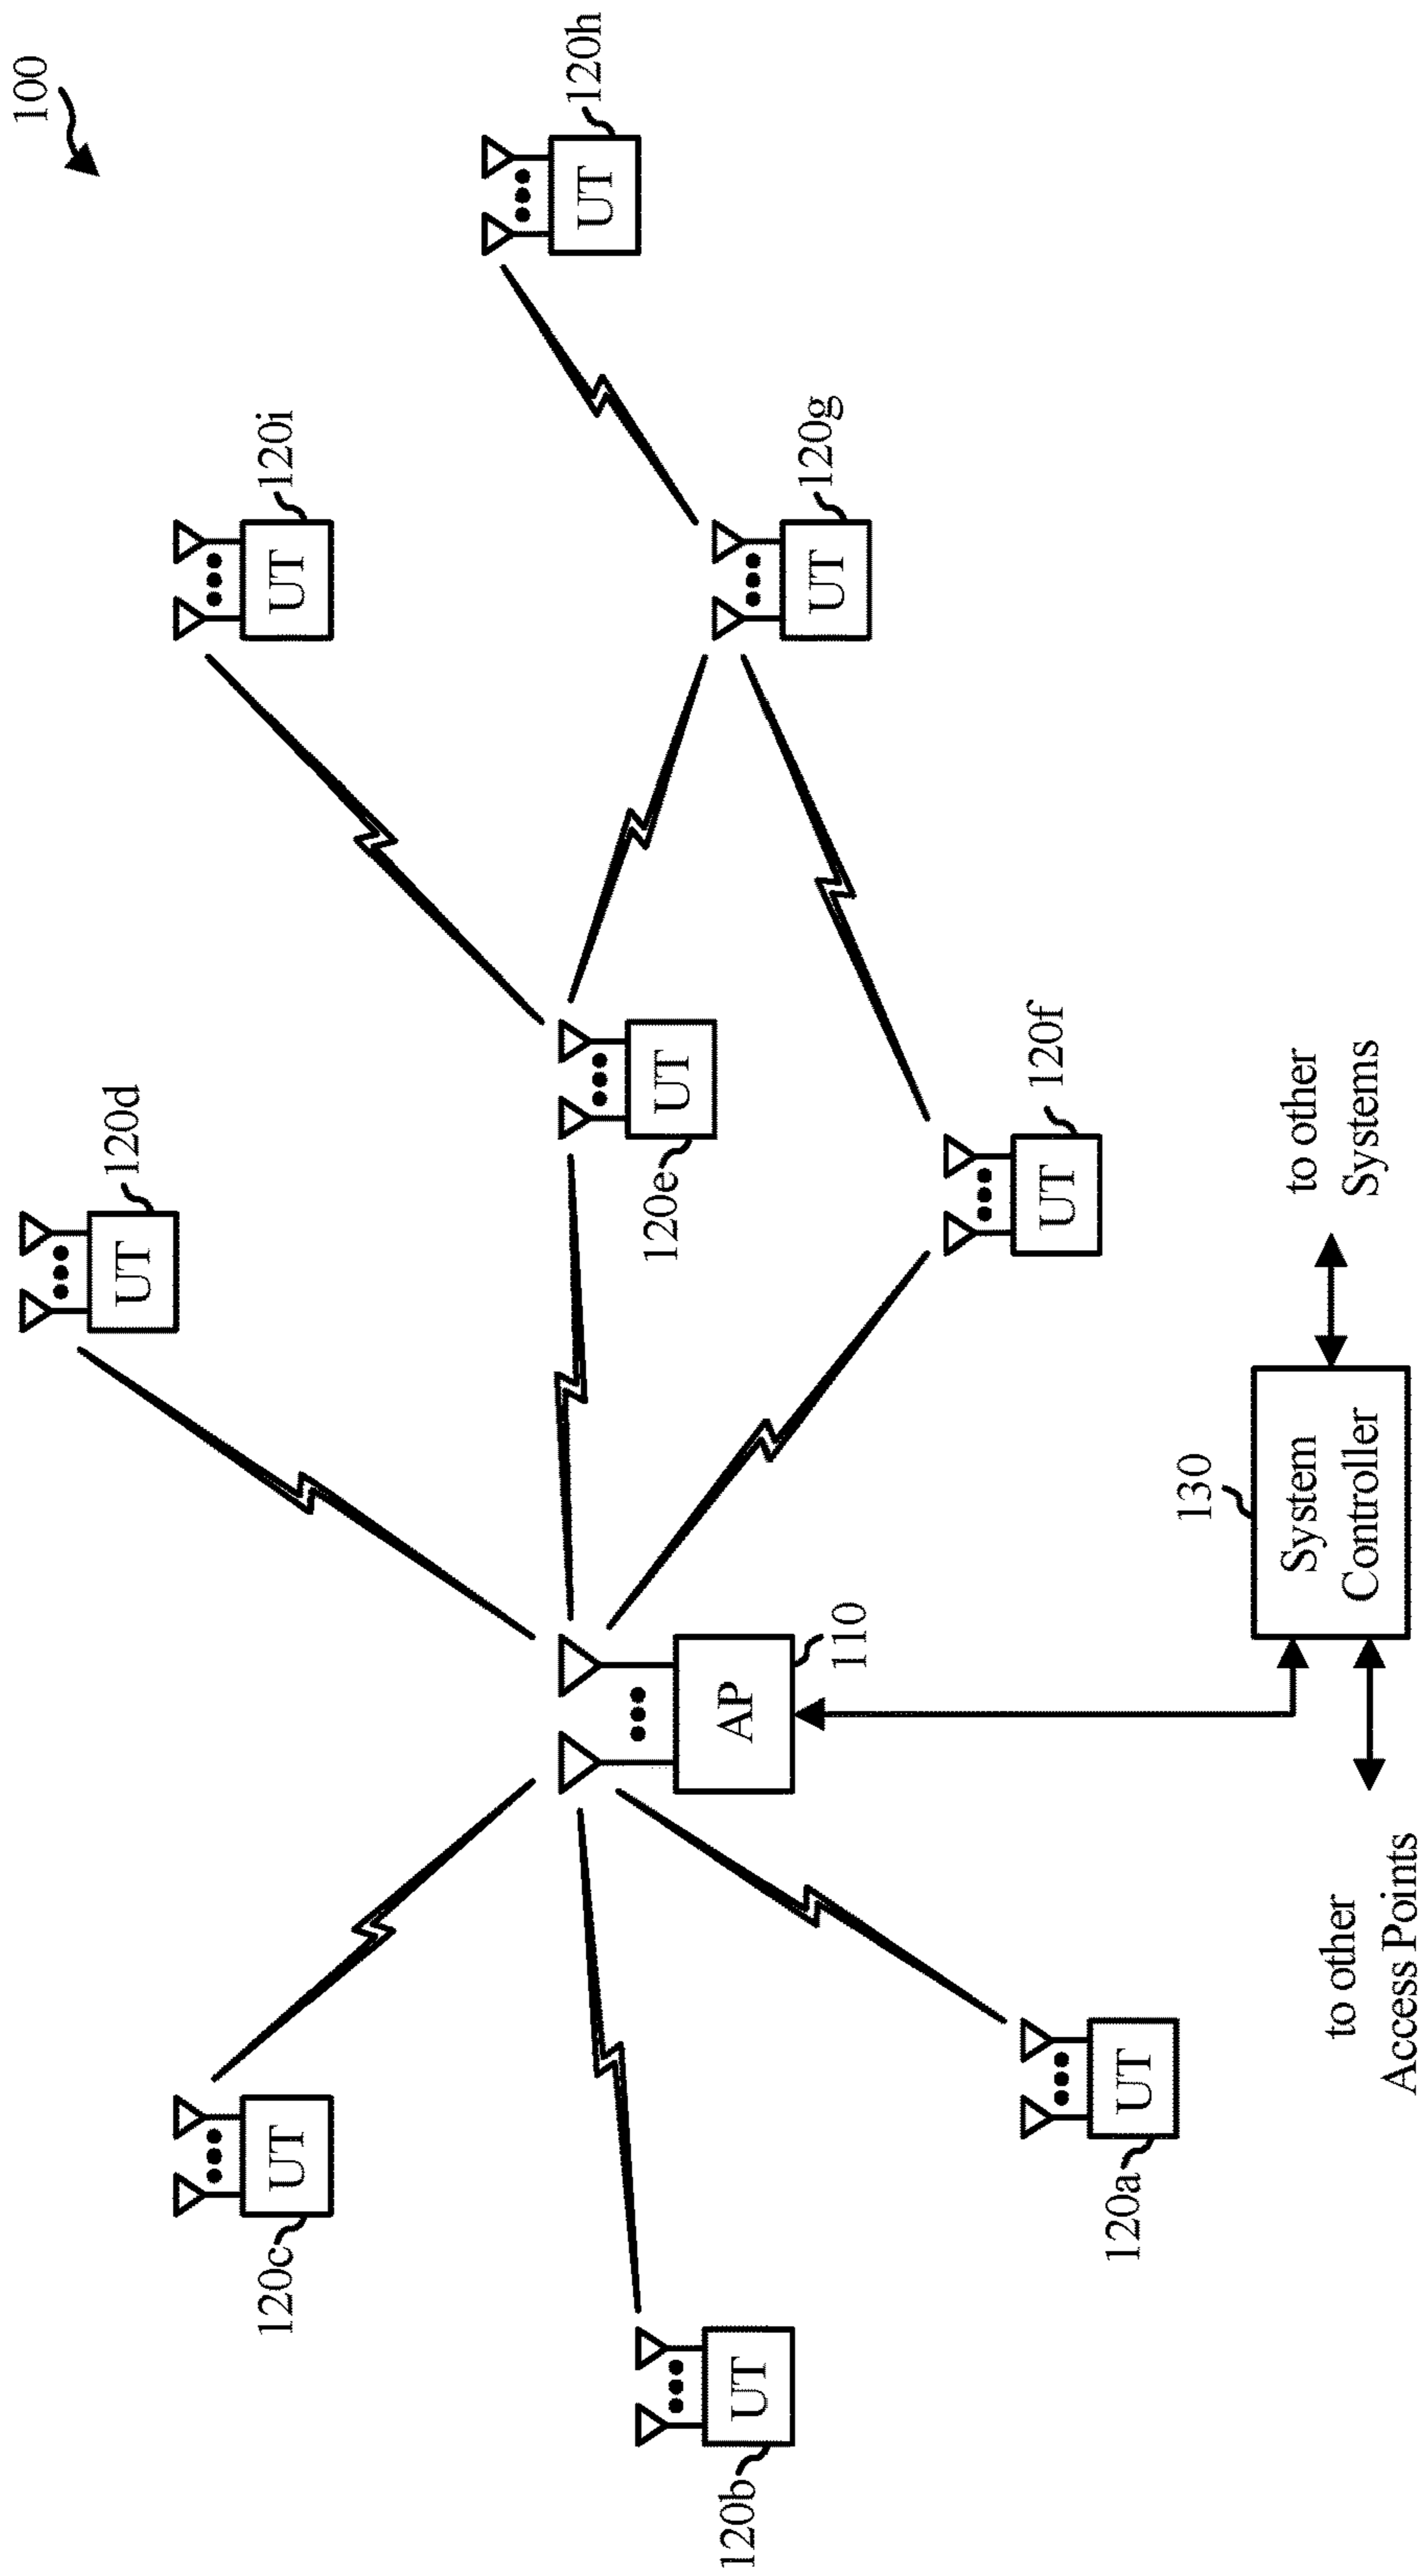 100
120d
UT
120i
UT
120c
UT
120h
UT
120e
UT
AP
110
120g
UT
120b
UT
120f
UT
120a
UT
130
System
Controller
to other
Systems
to other
Access Points